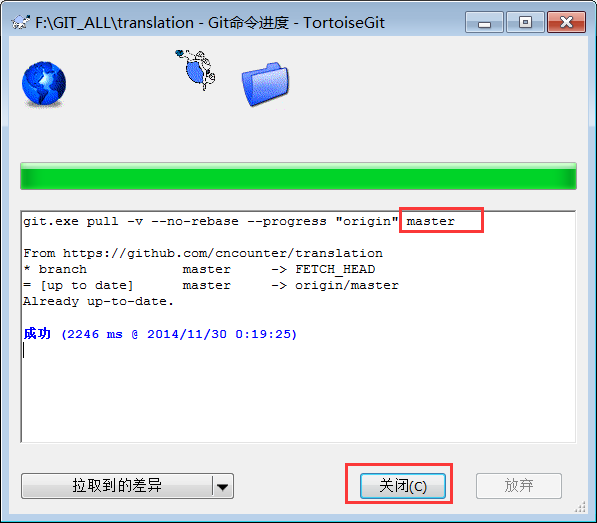 F:\GIT_ALL\translation - Git命令进度 - TortoiseGit
git.exe pull -v --no-rebase --progress "origin" master
From https://github.com/cncounter/translation
* branch            master     -> FETCH_HEAD
= [up to date]      master     -> origin/master
Already up-to-date.
成功 (2246 ms @ 2014/11/30 0:19:25)
拉取到的差异 关闭(C) 放弃